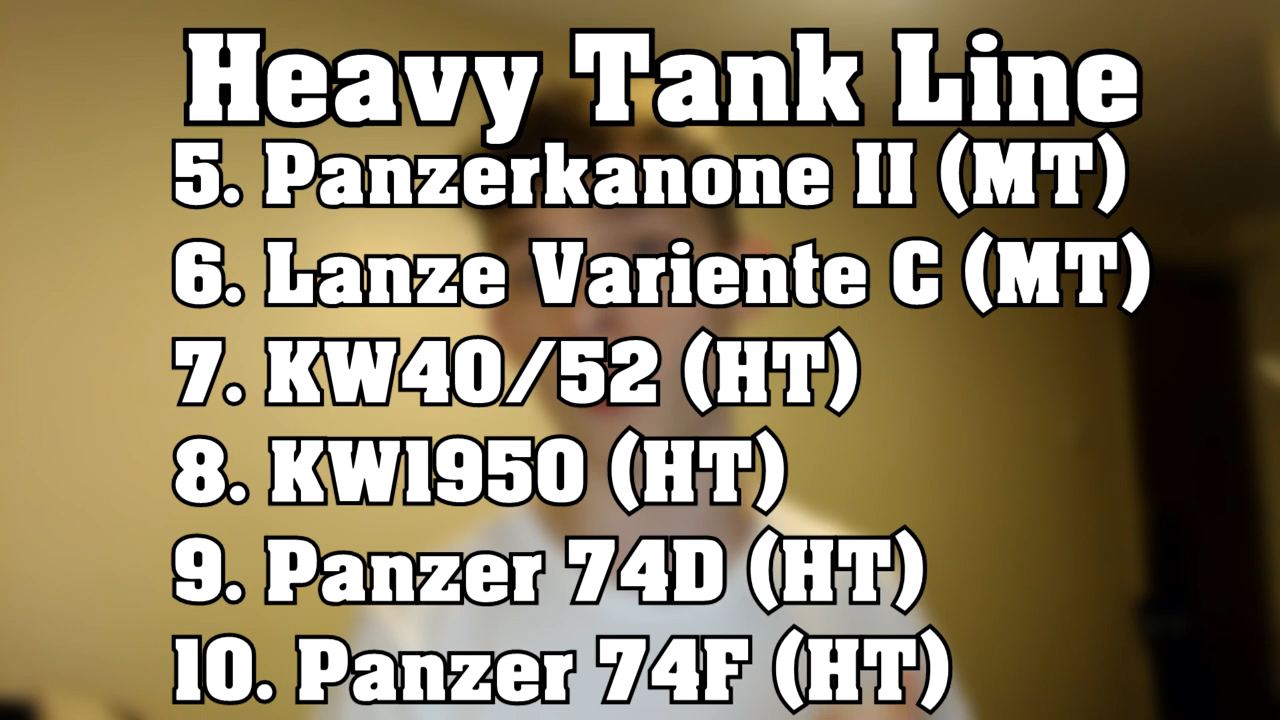 Heavy Tank Line
5. Panzerkanone II (MT)
6. Lanze Variente C (MT)
7. KW40/52 (HT)
8. KW1950 (HT)
9. Panzer 74D (HT)
10. Panzer 74F (HT)